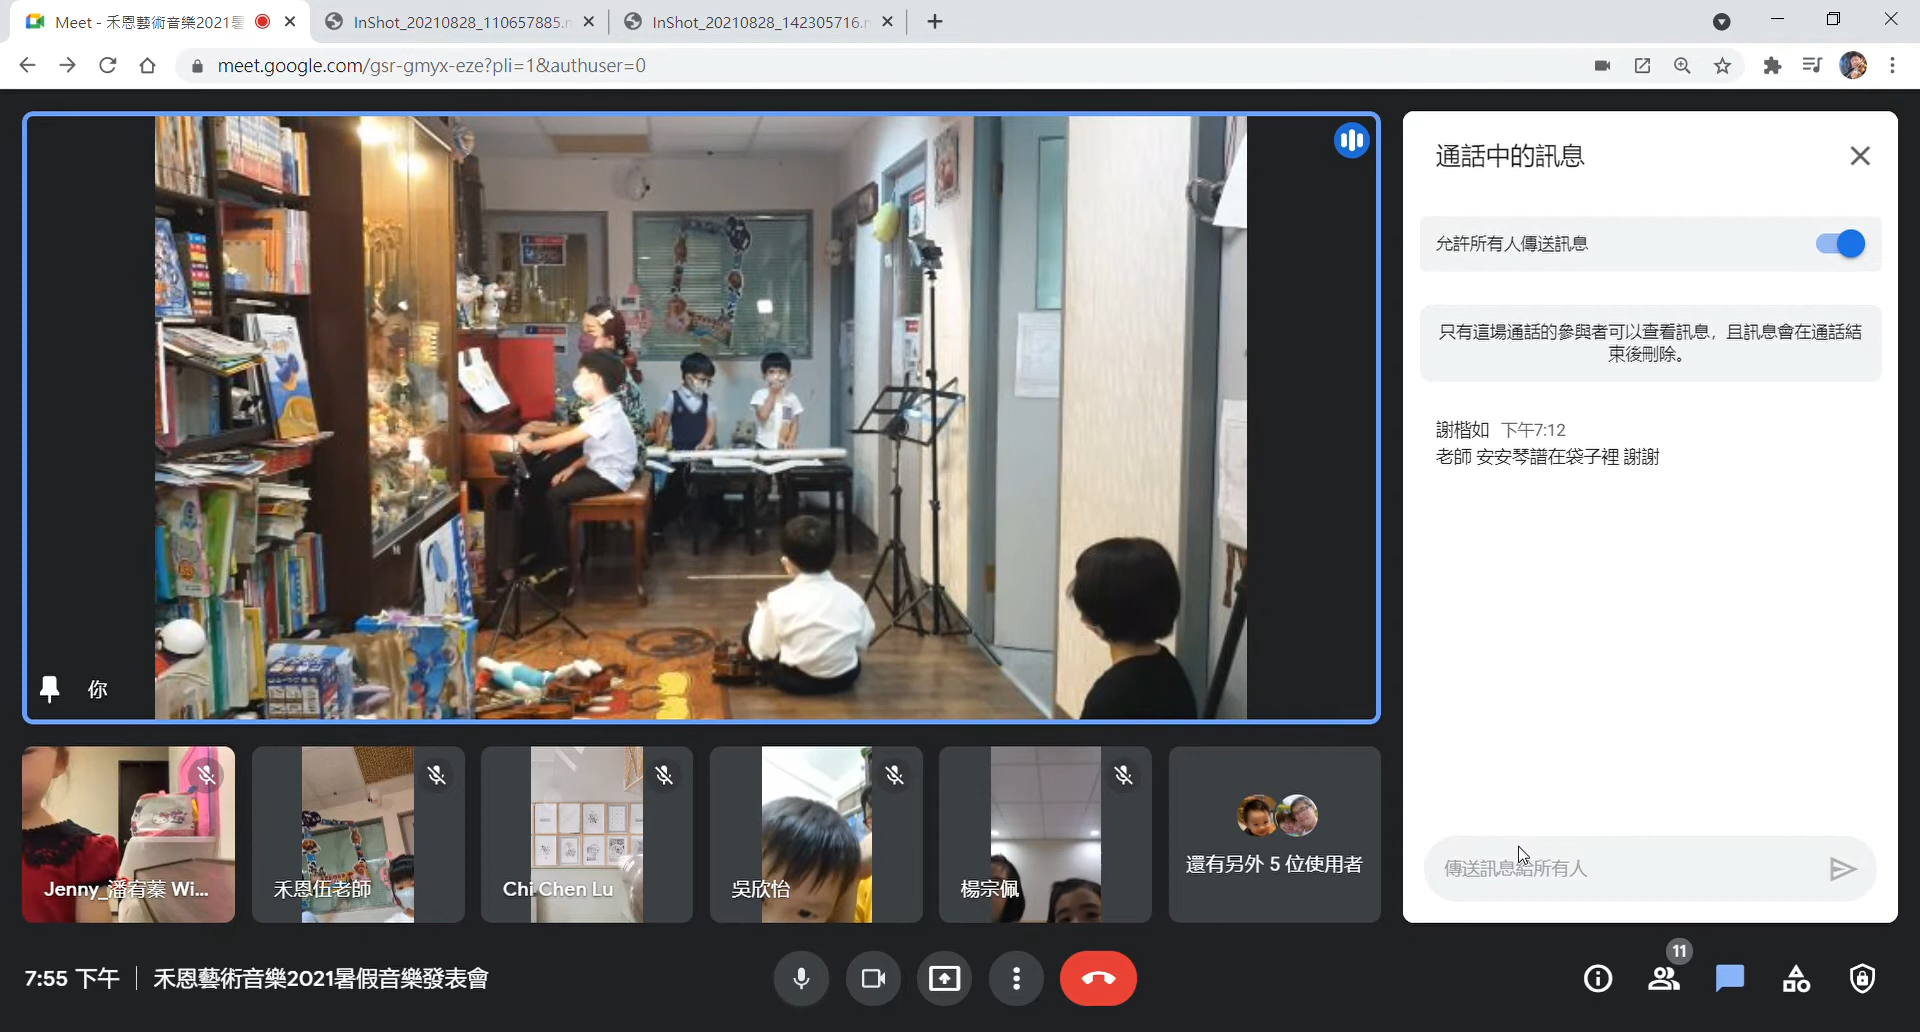 Meet - 禾恩藝術音樂2021暑
InShot_20210828_110657885.m
InShot_20210828_142305716.m
meet.google.com/gsr-gmyx-eze?pli=1&authuser=0
你
通話中的訊息
允許所有人傳送訊息
只有這場通話的參與者可以查看訊息，且訊息會在通話結
束後刪除。
謝楷如 下午7:12
老師 安安琴譜在袋子裡 謝謝
傳送訊息給所有人
Jenny_潘宥蓁 Wi...
禾恩伍老師
Chi Chen Lu
吳欣怡
楊宗佩
還有另外 5 位使用者
7:55 下午 | 禾恩藝術音樂2021暑假音樂發表會
11